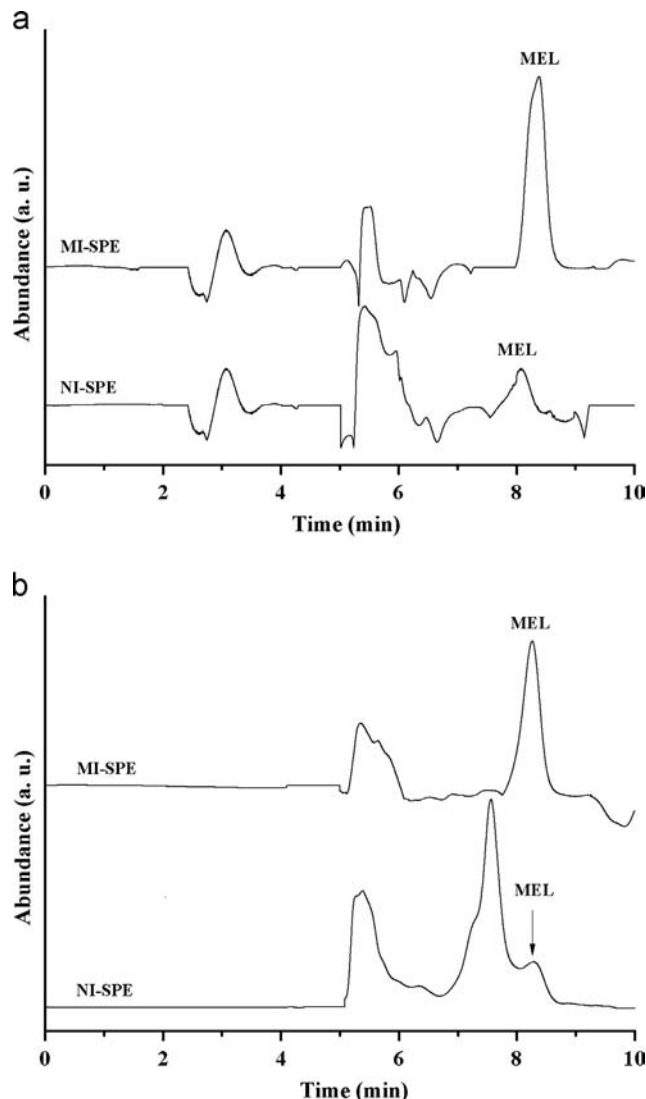 a
MEL
MI-SPE
MEL
NI-SPE
Abundance (a. u.)
0 2 4 6 8 10
Time (min)
b
MEL
MI-SPE
MEL
NI-SPE
Abundance (a. u.)
0 2 4 6 8 10
Time (min)